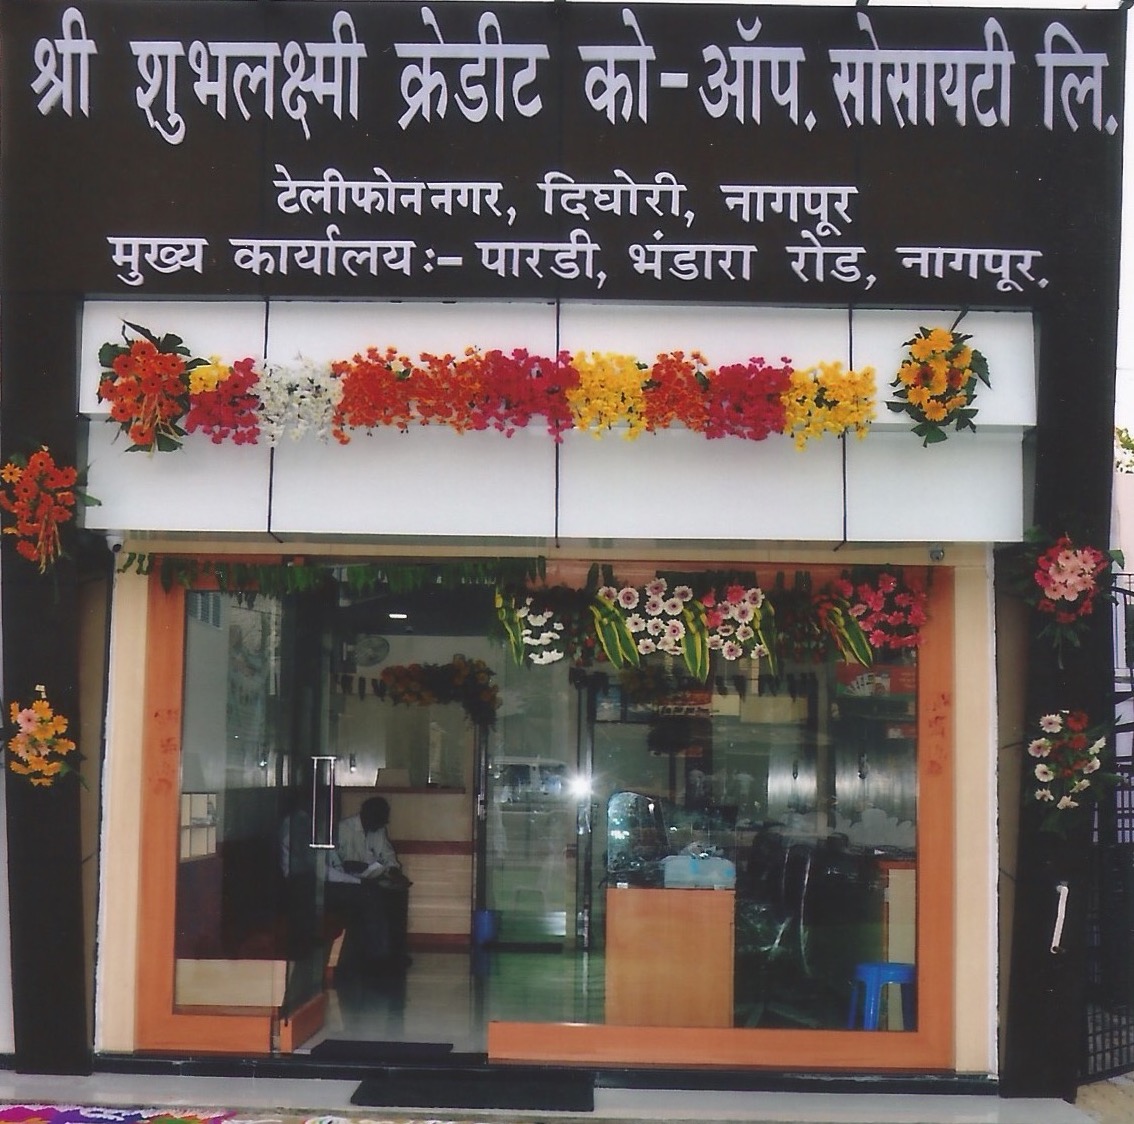 श्री शुभलक्ष्मी क्रेडीट को-ऑप. सोसायटी लि.
टेलीफोननगर, दिघोरी, नागपूर
मुख्य कार्यालय:- पारडी, भंडारा रोड, नागपूर.